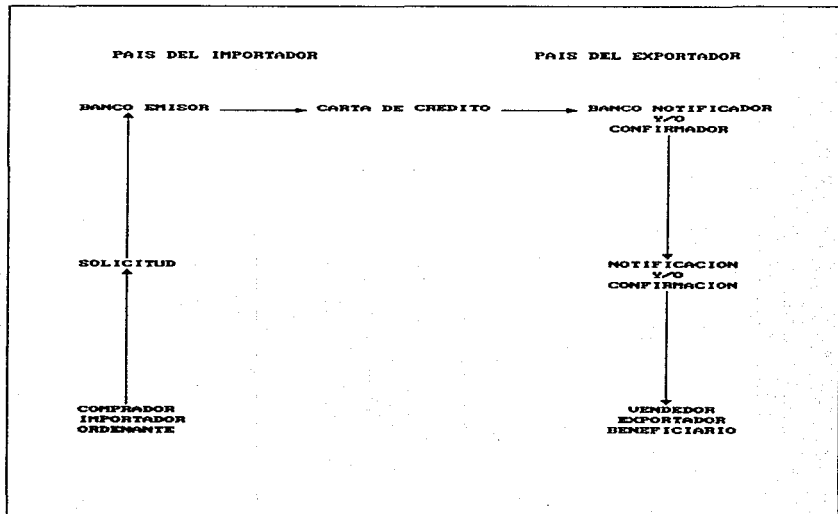 PAIS DEL IMPORTADOR
PAIS DEL EXPORTADOR
BANCO EMISOR
CARTA DE CREDITO
BANCO NOTIFICADOR
Y/O
CONFIRMADOR
SOLICITUD
NOTIFICACION
Y/O
CONFIRMACION
COMPRADOR
IMPORTADOR
ORDENANTE
VENDEDOR
EXPORTADOR
BENEFICIARIO